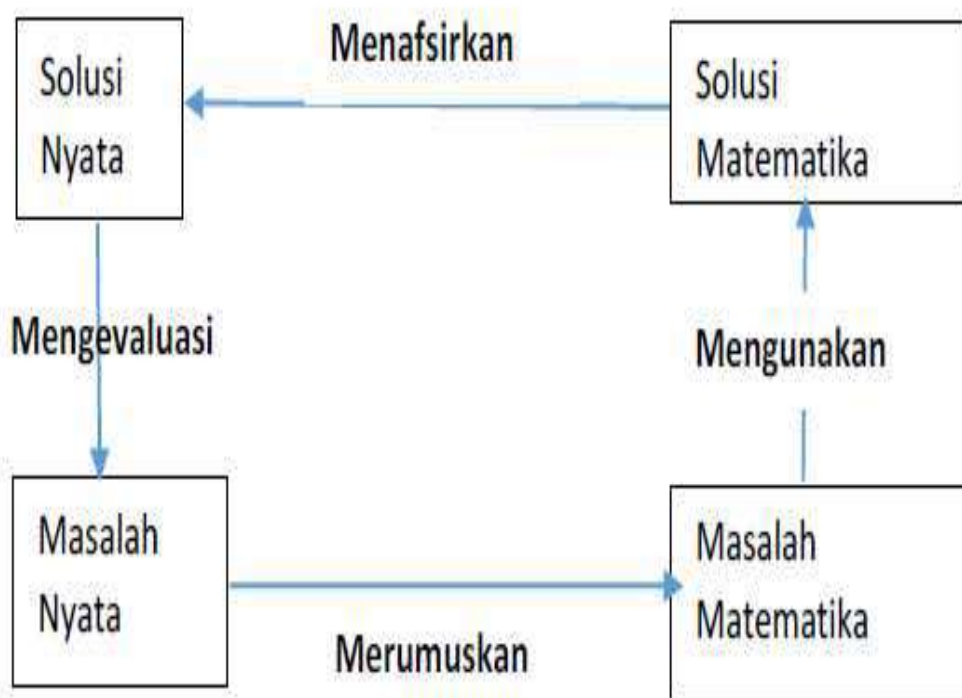 Menafsirkan
Solusi
Nyata
Solusi
Matematika
Mengevaluasi
Mengunakan
Masalah
Nyata
Masalah
Matematika
Merumuskan